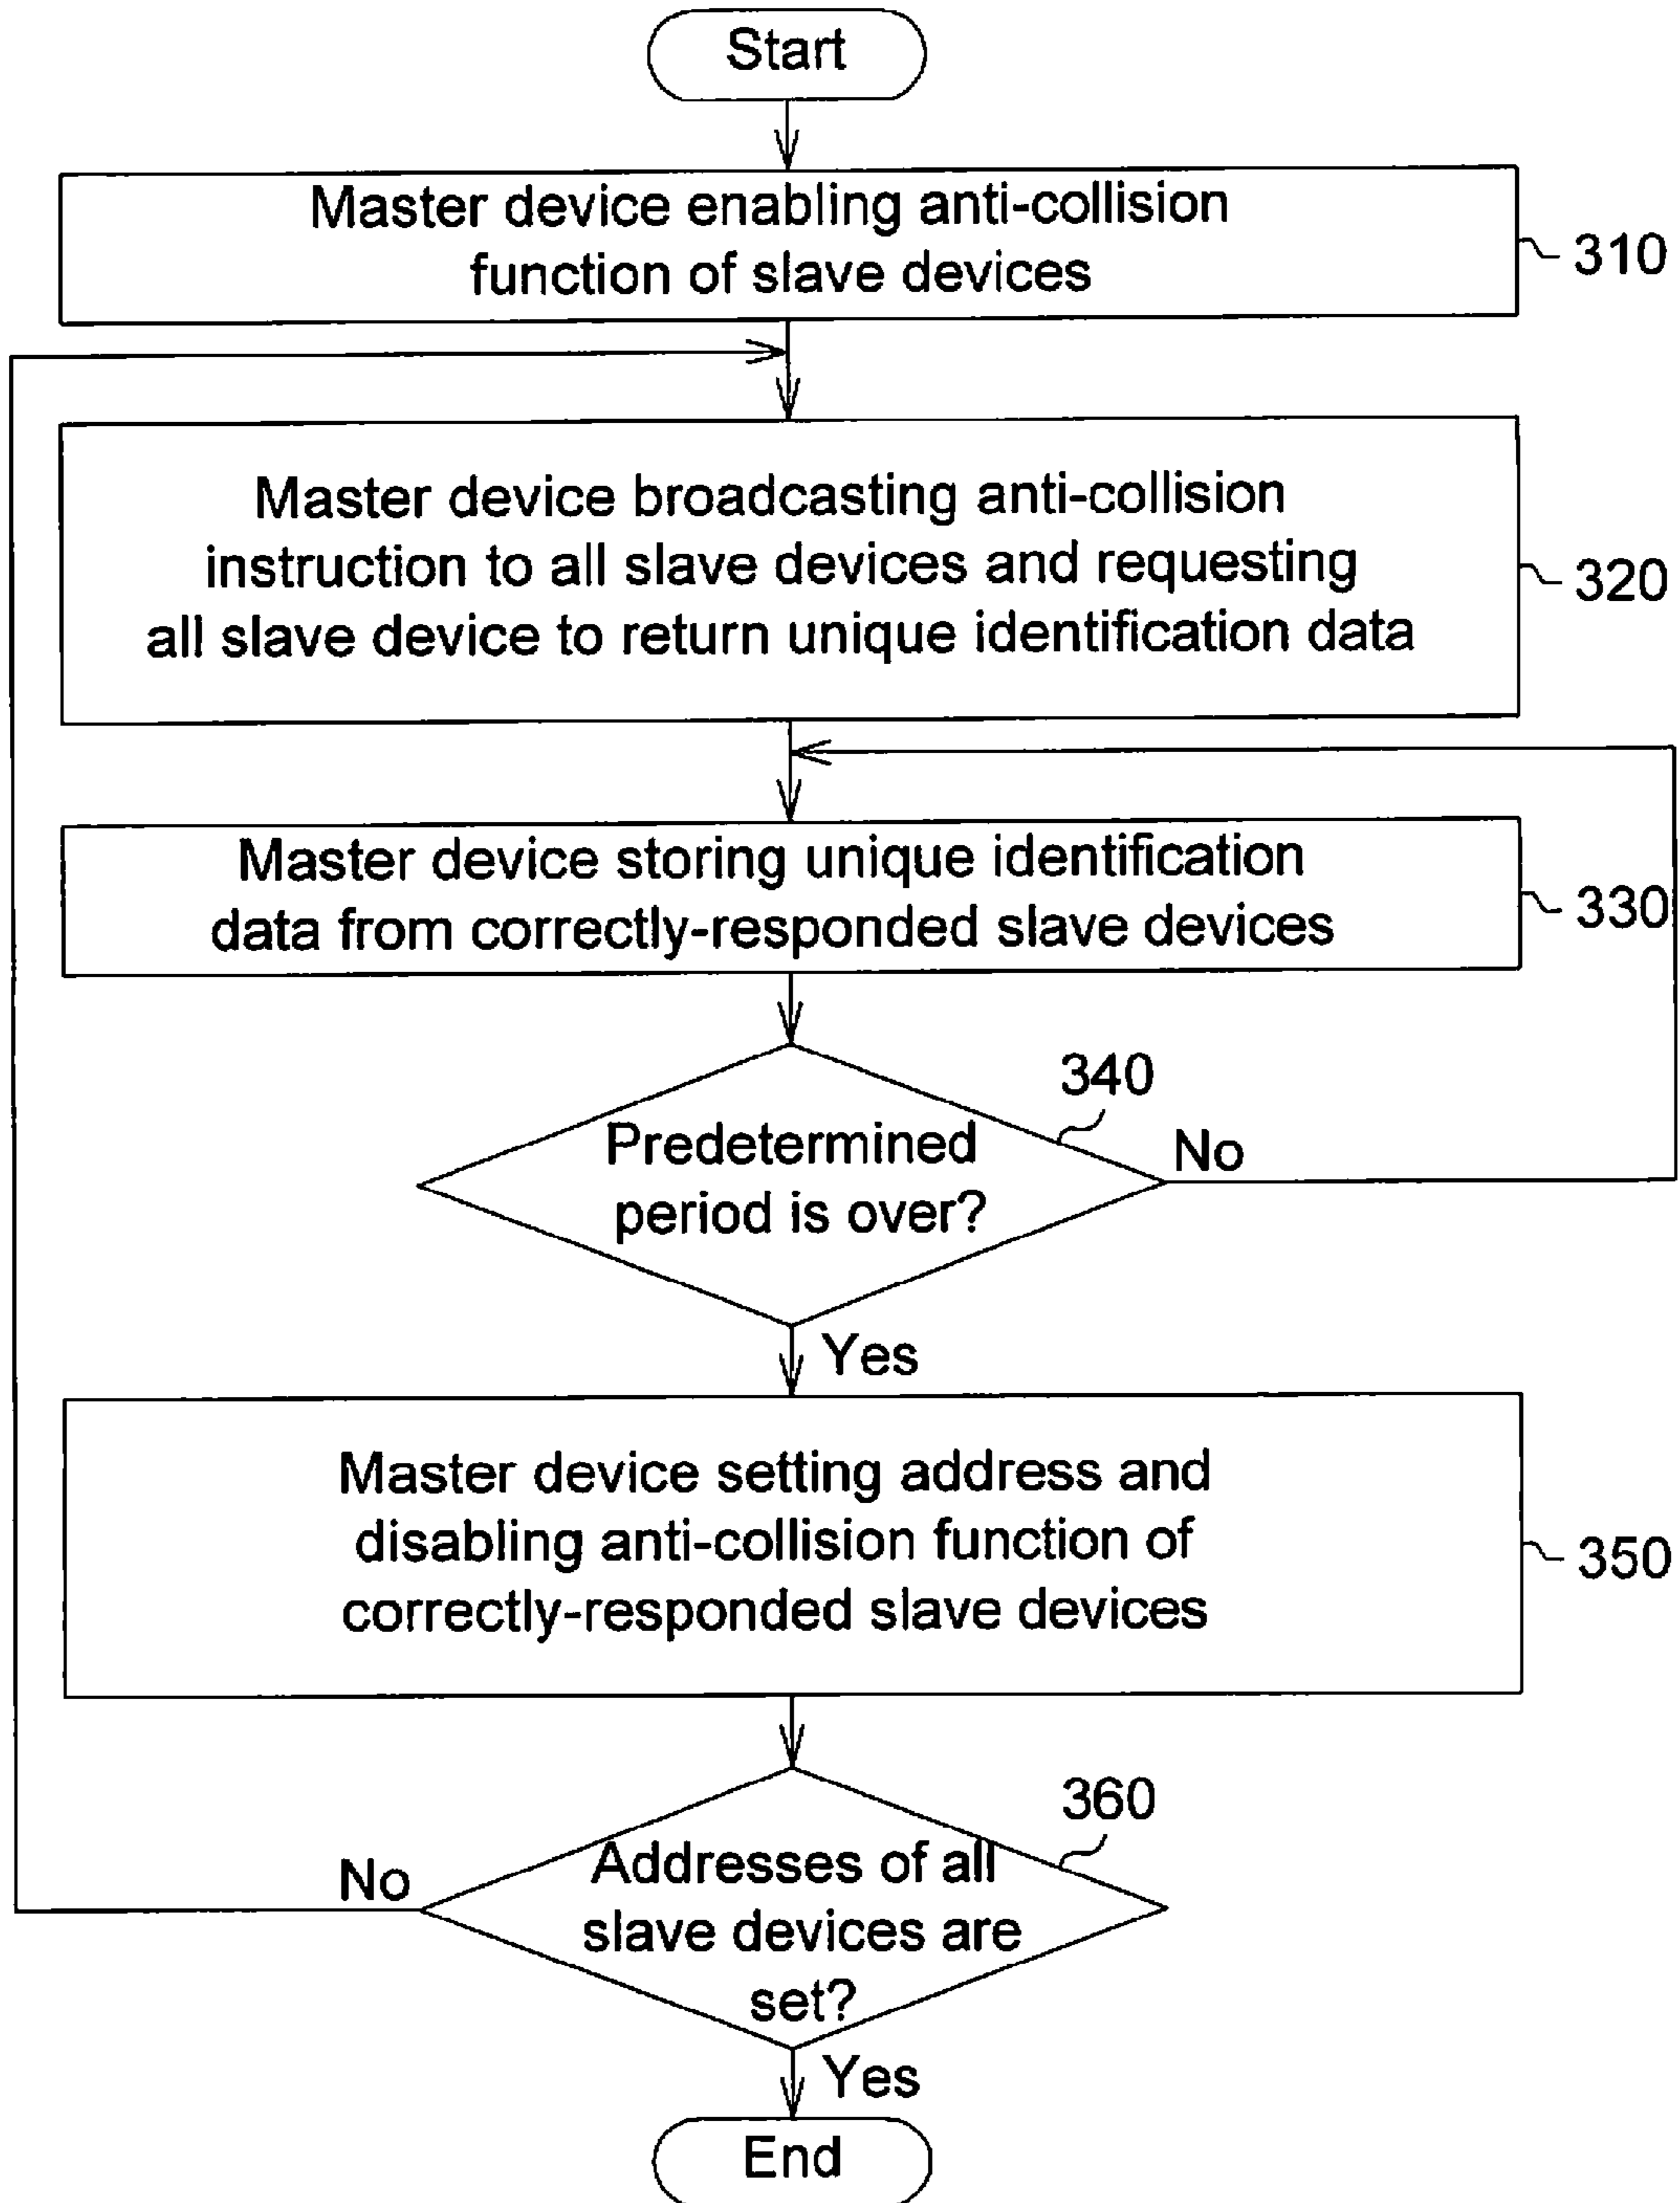 Start
Master device enabling anti-collision
function of slave devices
310
Master device broadcasting anti-collision
instruction to all slave devices and requesting
all slave device to return unique identification data
320
Master device storing unique identification
data from correctly-responded slave devices
330
340
Predetermined
period is over?
No
Yes
Master device setting address and
disabling anti-collision function of
correctly-responded slave devices
350
360
Addresses of all
slave devices are
set?
No
Yes
End